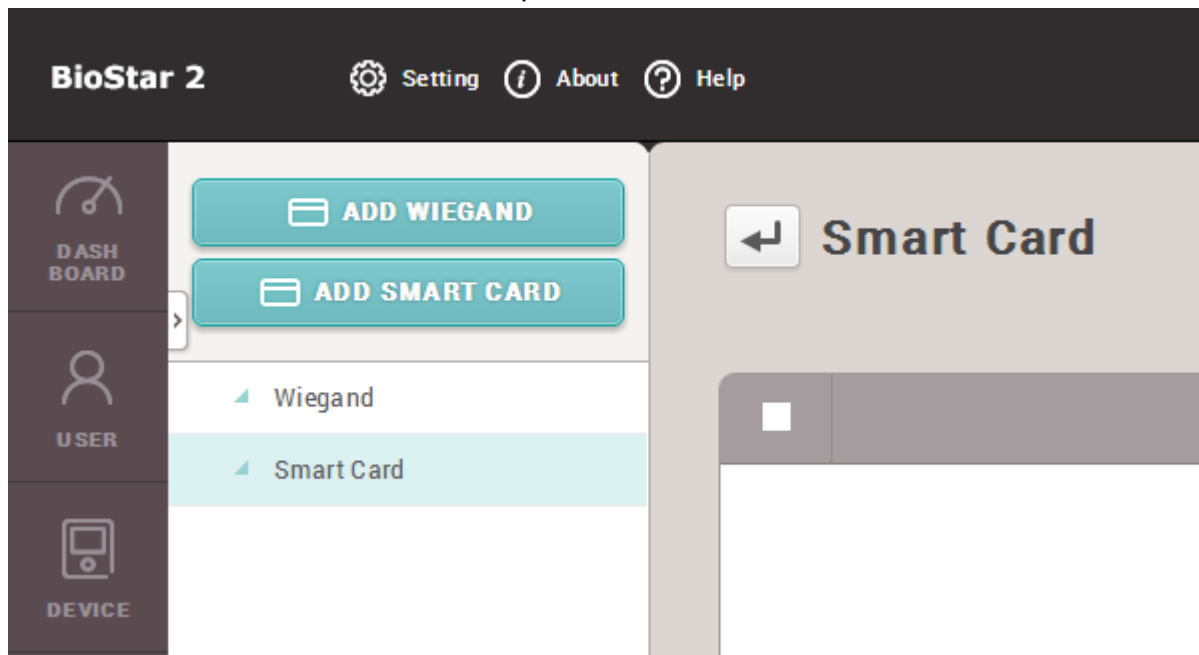 BioStar 2
Setting
About
Help
DASH
BOARD
USER
DEVICE
ADD WIEGAND
ADD SMART CARD
Wiegand
Smart Card
Smart Card